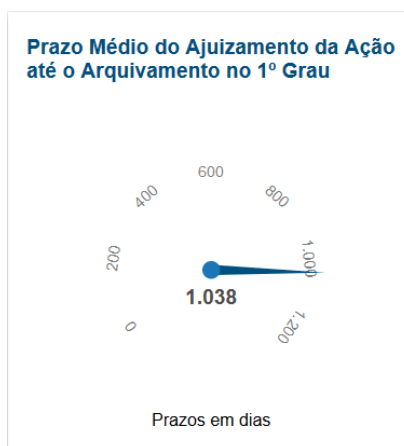 Prazo Médio do Ajuizamento da Ação
até o Arquivamento no 1º Grau
600
400
800
200
1.000
1.038
0
1.200
Prazos em dias